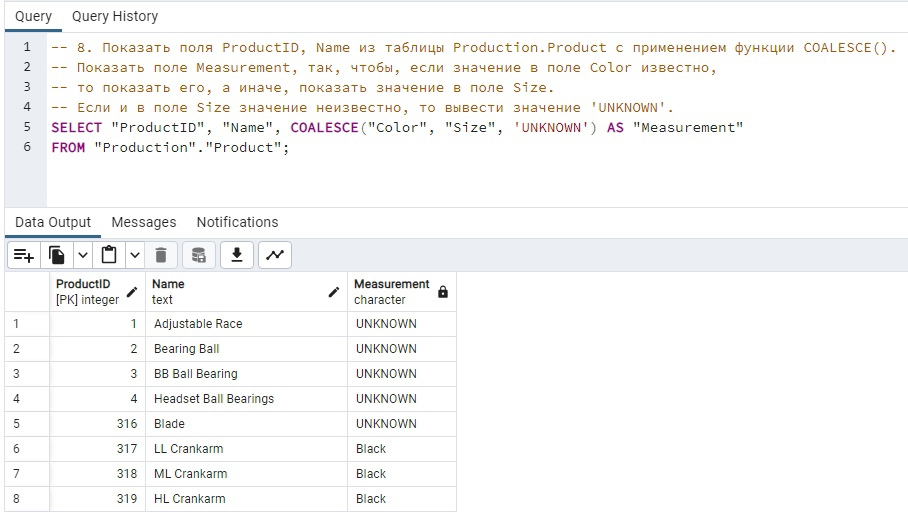 Query Query History
1 -- 8. Показать поля ProductID, Name из таблицы Production.Product с применением функции COALESCE().
2 -- Показать поле Measurement, так, чтобы, если значение в поле Color известно,
3 -- то показать его, а иначе, показать значение в поле Size.
4 -- Если и в поле Size значение неизвестно, то вывести значение 'UNKNOWN'.
5 SELECT "ProductID", "Name", COALESCE("Color", "Size", 'UNKNOWN') AS "Measurement"
6 FROM "Production"."Product";
Data Output Messages Notifications
ProductID Name Measurement
[PK] integer text character
1 1 Adjustable Race UNKNOWN
2 2 Bearing Ball UNKNOWN
3 3 BB Ball Bearing UNKNOWN
4 4 Headset Ball Bearings UNKNOWN
5 316 Blade UNKNOWN
6 317 LL Crankarm Black
7 318 ML Crankarm Black
8 319 HL Crankarm Black